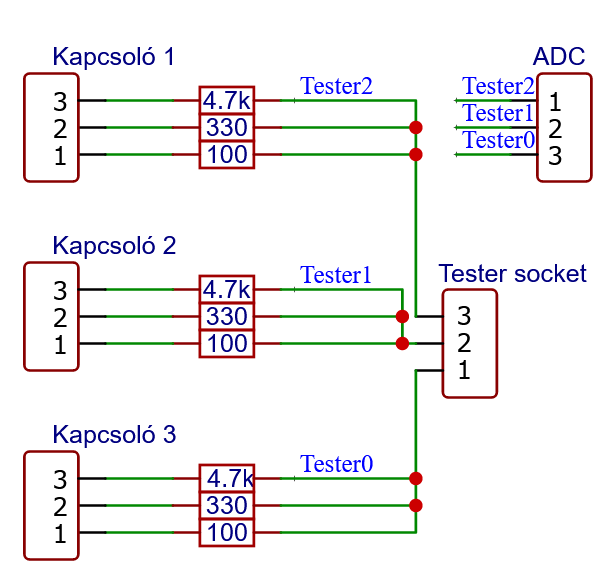 Kapcsoló 1
ADC
3 4.7k Tester2
2 330
1 100
Tester2 1
Tester1 2
Tester0 3
Kapcsoló 2
Tester socket
3 4.7k Tester1
2 330
1 100
3
2
1
Kapcsoló 3
3 4.7k Tester0
2 330
1 100